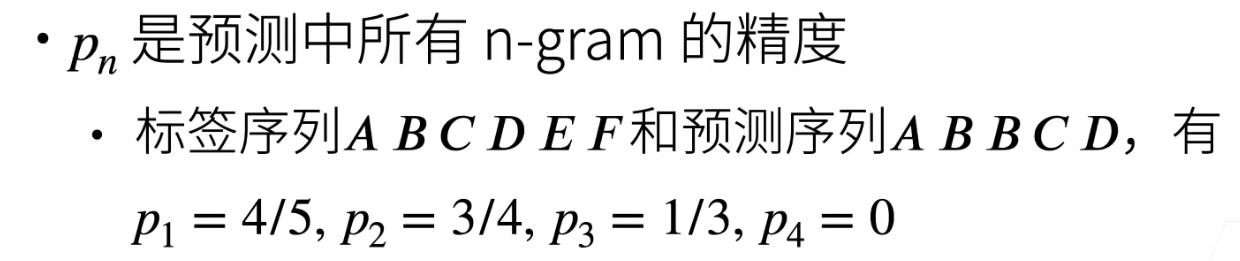 • pₙ 是预测中所有 n-gram 的精度
• 标签序列A B C D E F和预测序列A B B C D，有
p₁ = 4/5, p₂ = 3/4, p₃ = 1/3, p₄ = 0